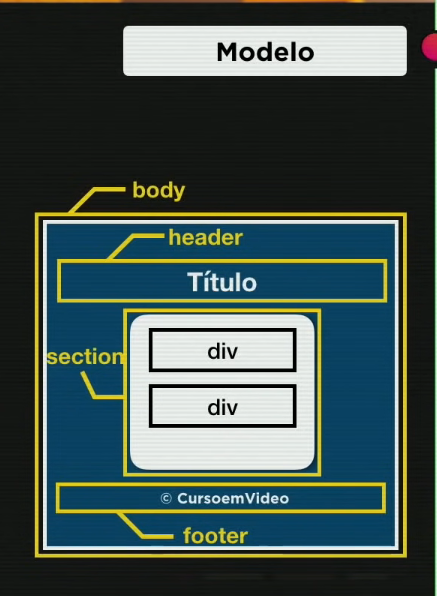 Modelo
body
header
Título
section
div
div
© CursoemVideo
footer